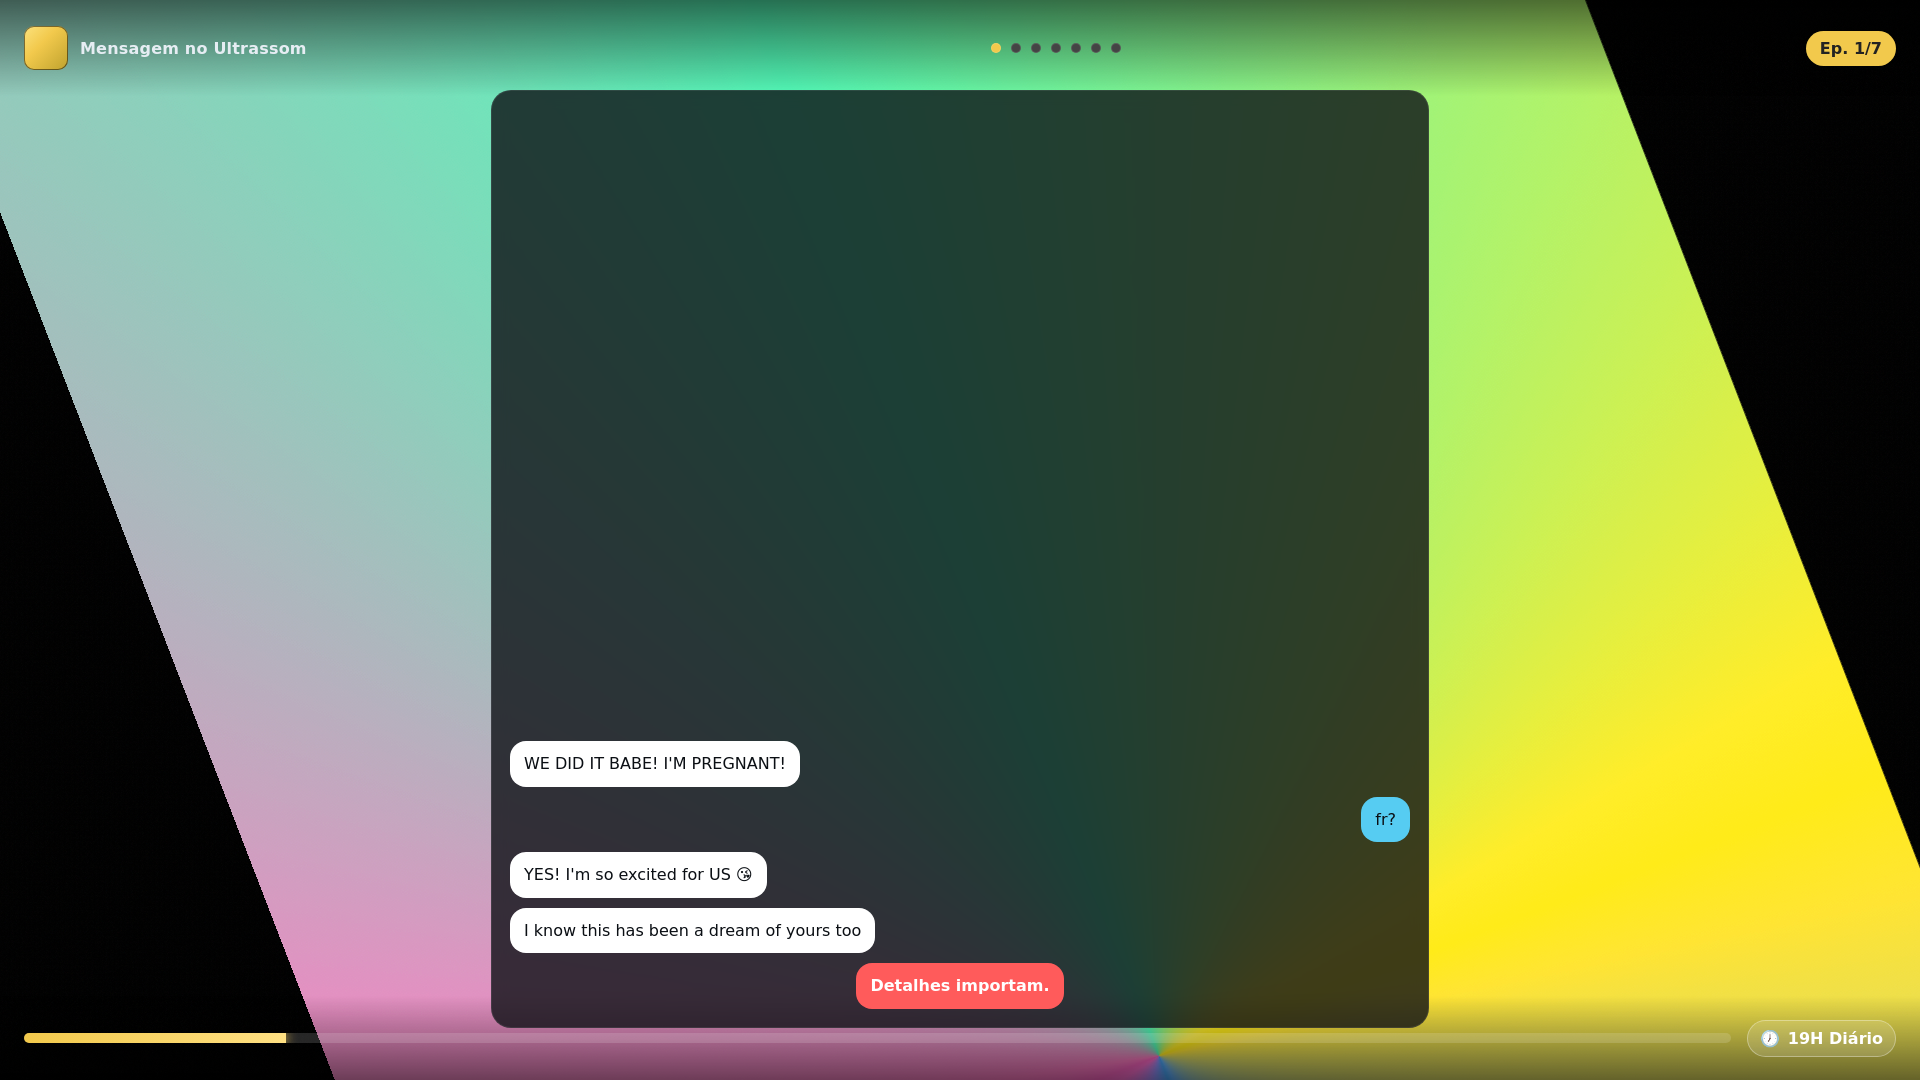 Mensagem no Ultrassom
Ep. 1/7
WE DID IT BABE! I'M PREGNANT!
fr?
YES! I'm so excited for US 😘
I know this has been a dream of yours too
Detalhes importam.
🕖 19H Diário